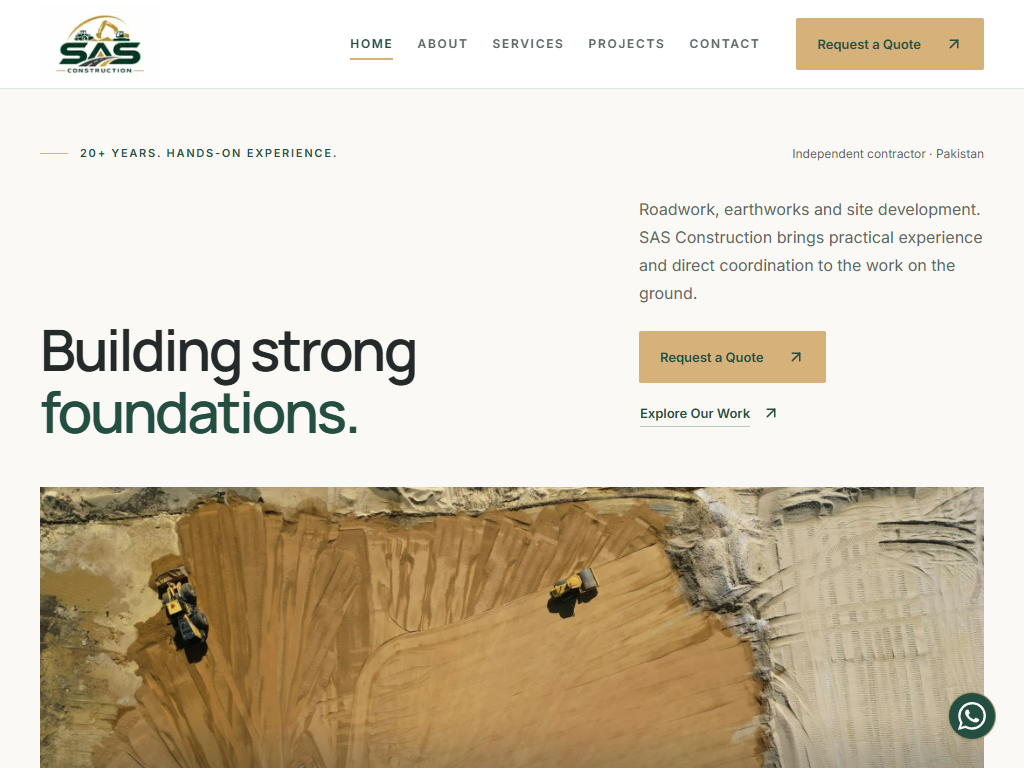 SAS
CONSTRUCTION
HOME
ABOUT
SERVICES
PROJECTS
CONTACT
Request a Quote
20+ YEARS. HANDS-ON EXPERIENCE.
Independent contractor · Pakistan
Roadwork, earthworks and site development.
SAS Construction brings practical experience
and direct coordination to the work on the
ground.
Building strong
foundations.
Request a Quote
Explore Our Work